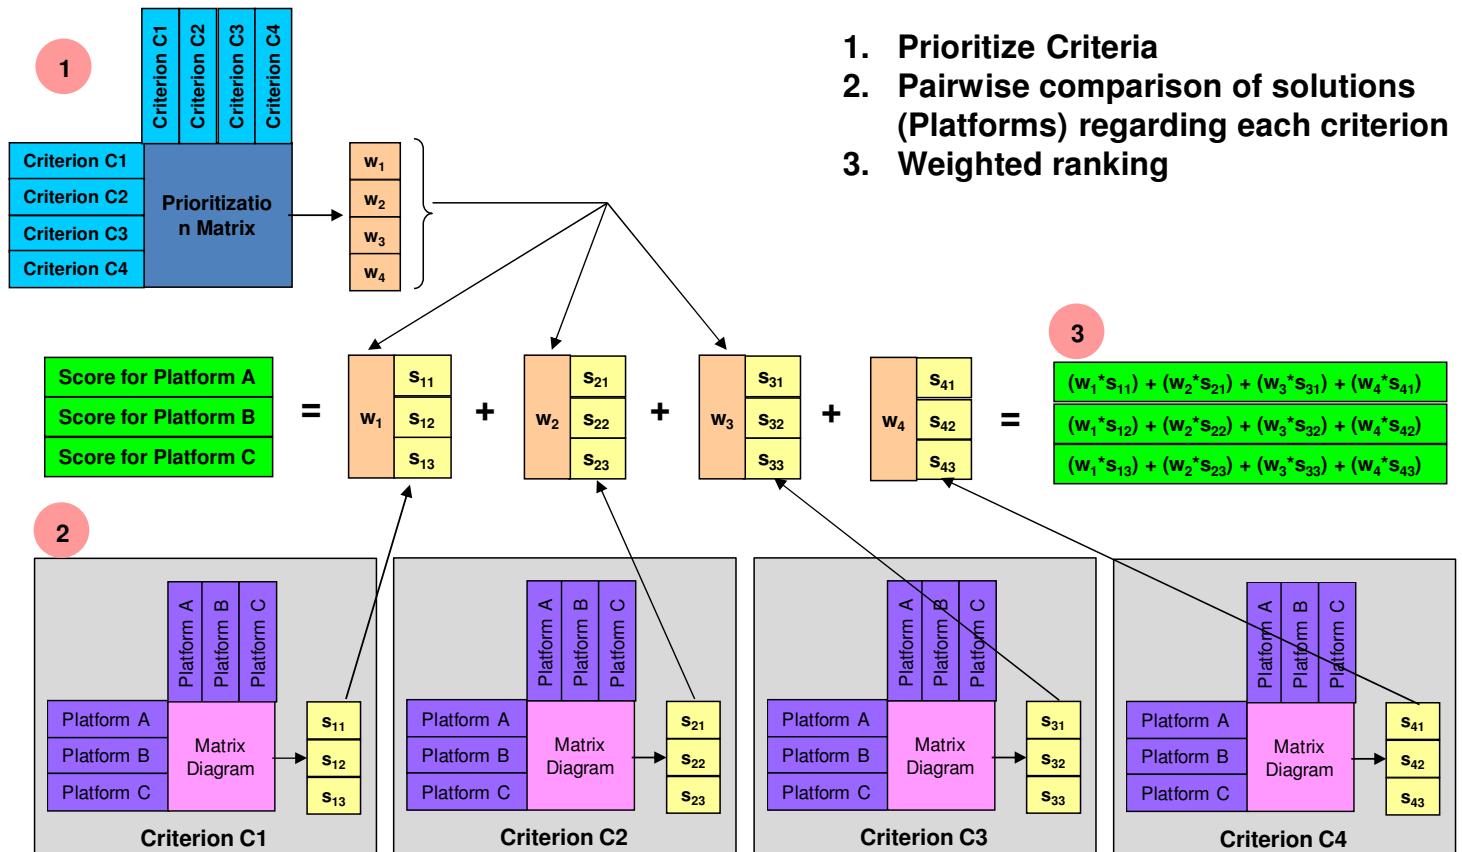 1. Prioritize Criteria
2. Pairwise comparison of solutions
(Platforms) regarding each criterion
3. Weighted ranking
1
Criterion C1
Criterion C2
Criterion C3
Criterion C4
Criterion C1
Criterion C2
Criterion C3
Criterion C4
Prioritizatio
n Matrix
w₁
w₂
w₃
w₄
3
Score for Platform A
Score for Platform B
Score for Platform C
=
w₁
s₁₁
s₁₂
s₁₃
+
w₂
s₂₁
s₂₂
s₂₃
+
w₃
s₃₁
s₃₂
s₃₃
+
w₄
s₄₁
s₄₂
s₄₃
=
(w₁*s₁₁) + (w₂*s₂₁) + (w₃*s₃₁) + (w₄*s₄₁)
(w₁*s₁₂) + (w₂*s₂₂) + (w₃*s₃₂) + (w₄*s₄₂)
(w₁*s₁₃) + (w₂*s₂₃) + (w₃*s₃₃) + (w₄*s₄₃)
2
Platform A
Platform B
Platform C
Platform A
Platform B
Platform C
Matrix
Diagram
s₁₁
s₁₂
s₁₃
Criterion C1
Platform A
Platform B
Platform C
Platform A
Platform B
Platform C
Matrix
Diagram
s₂₁
s₂₂
s₂₃
Criterion C2
Platform A
Platform B
Platform C
Platform A
Platform B
Platform C
Matrix
Diagram
s₃₁
s₃₂
s₃₃
Criterion C3
Platform A
Platform B
Platform C
Platform A
Platform B
Platform C
Matrix
Diagram
s₄₁
s₄₂
s₄₃
Criterion C4